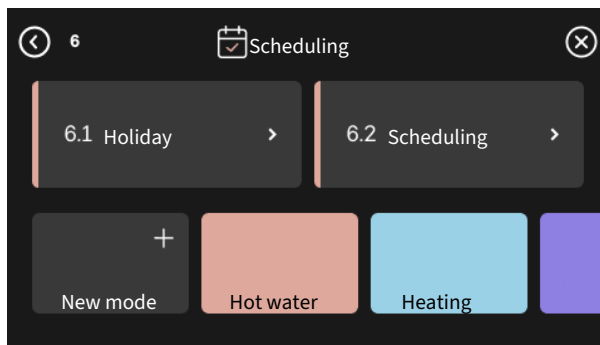 6 Scheduling
6.1 Holiday
6.2 Scheduling
New mode
Hot water
Heating